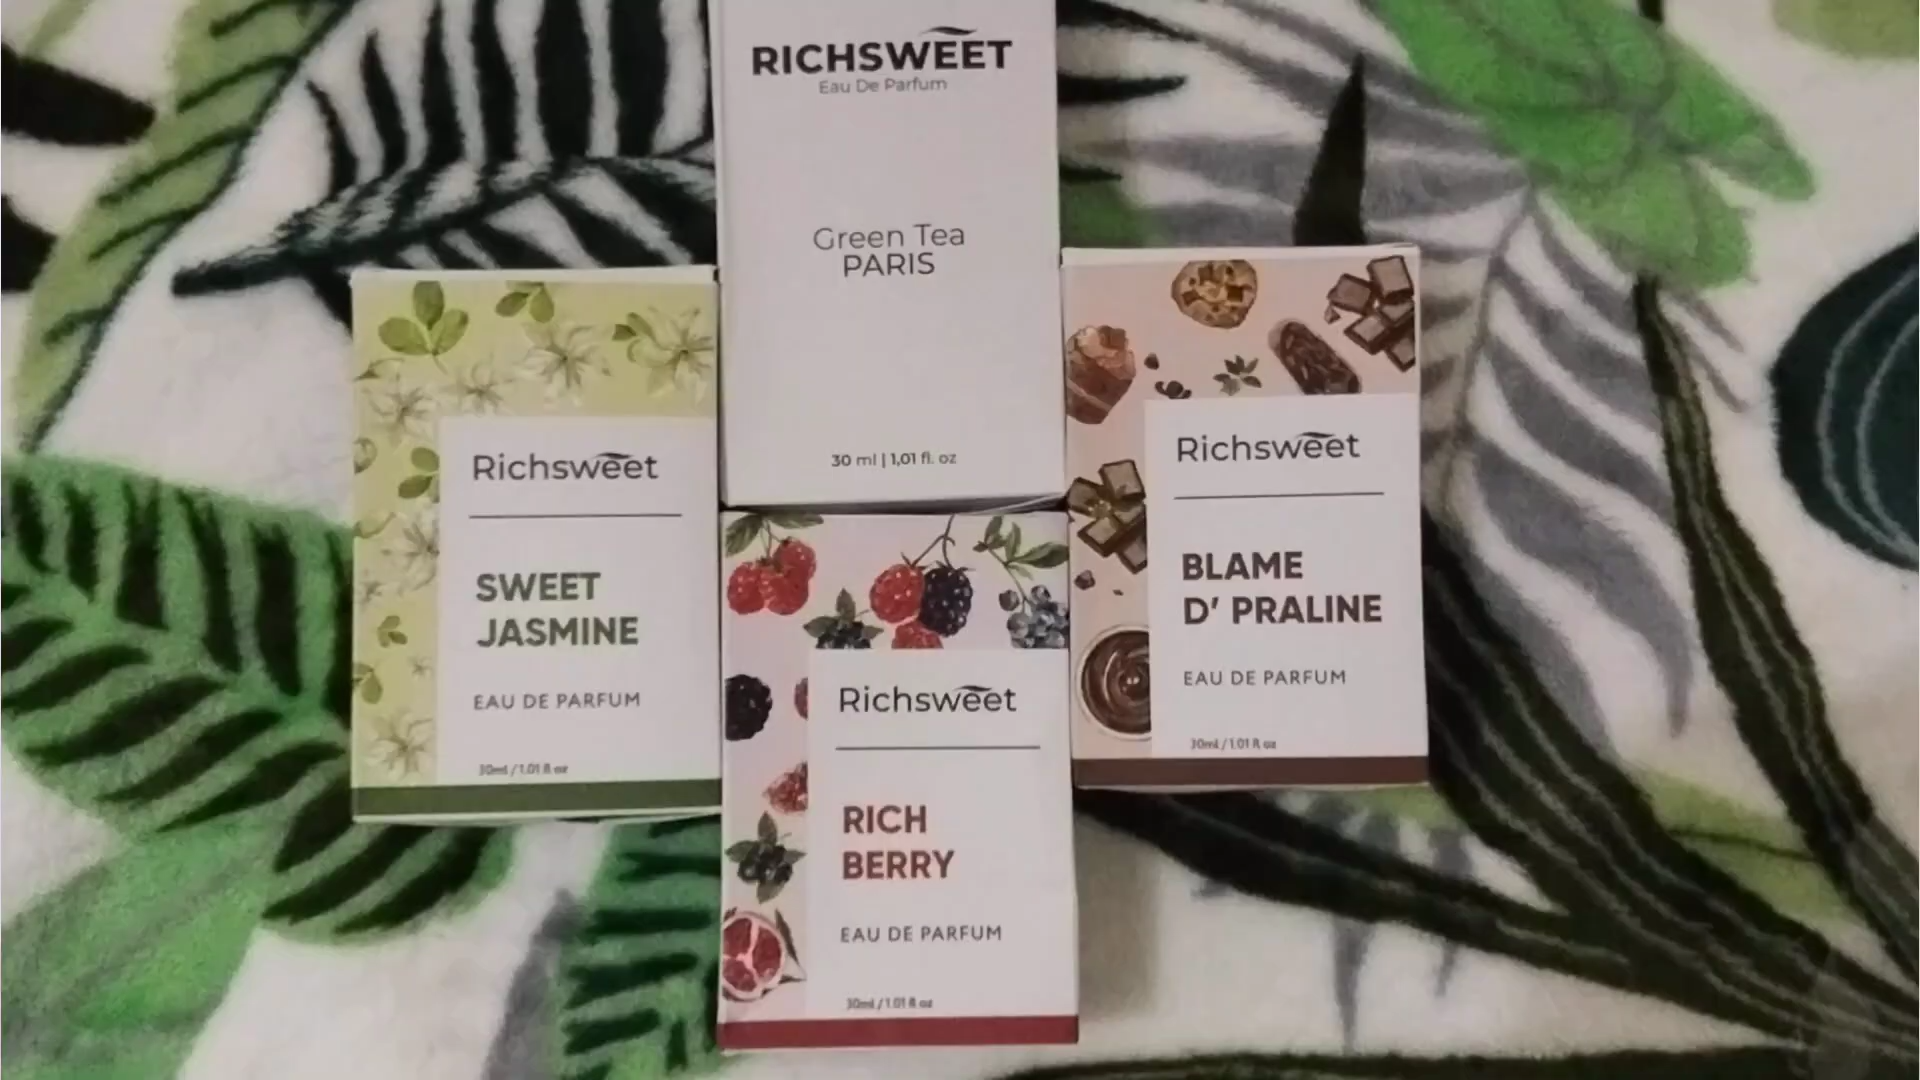 RICHSWEET
Eau De Parfum
Green Tea
PARIS
30 ml | 1,01 fl. oz
Richsweet
SWEET
JASMINE
EAU DE PARFUM
30ml / 1.01 fl oz
Richsweet
RICH
BERRY
EAU DE PARFUM
30ml / 1.01 fl oz
Richsweet
BLAME
D' PRALINE
EAU DE PARFUM
30ml / 1.01 fl oz